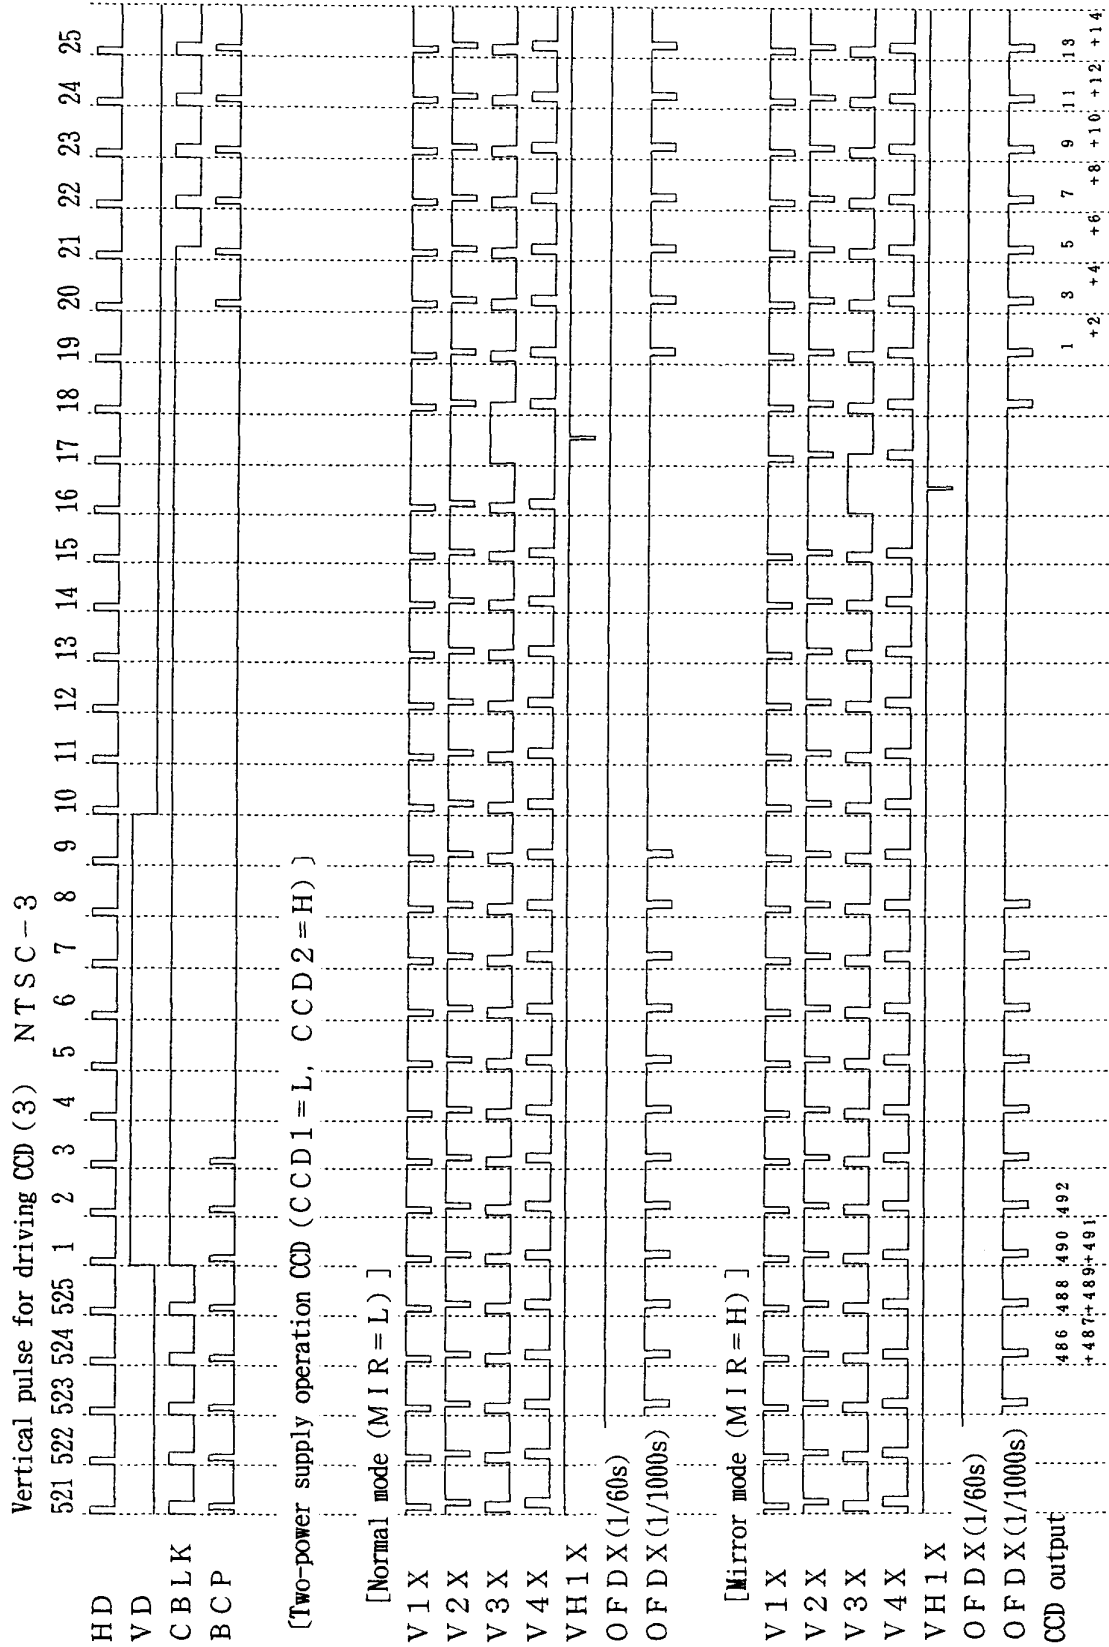 Vertical pulse for driving CCD (3) NTSC-3
521 522 523 524 525 1 2 3 4 5 6 7 8 9 10 11 12 13 14 15 16 17 18 19 20 21 22 23 24 25
HD
VD
CBLK
BCP
[Two-power supply operation CCD (CCD1=L, CCD2=H)]
[Normal mode (MIR=L)]
V1X
V2X
V3X
V4X
VH1X
OFDX(1/60s)
OFDX(1/1000s)
[Mirror mode (MIR=H)]
V1X
V2X
V3X
V4X
VH1X
OFDX(1/60s)
OFDX(1/1000s)
CCD output
486 488 490 492 1 3 5 7 9 11 13
+487+489+491 +2 +4 +6 +8 +10 +12 +14